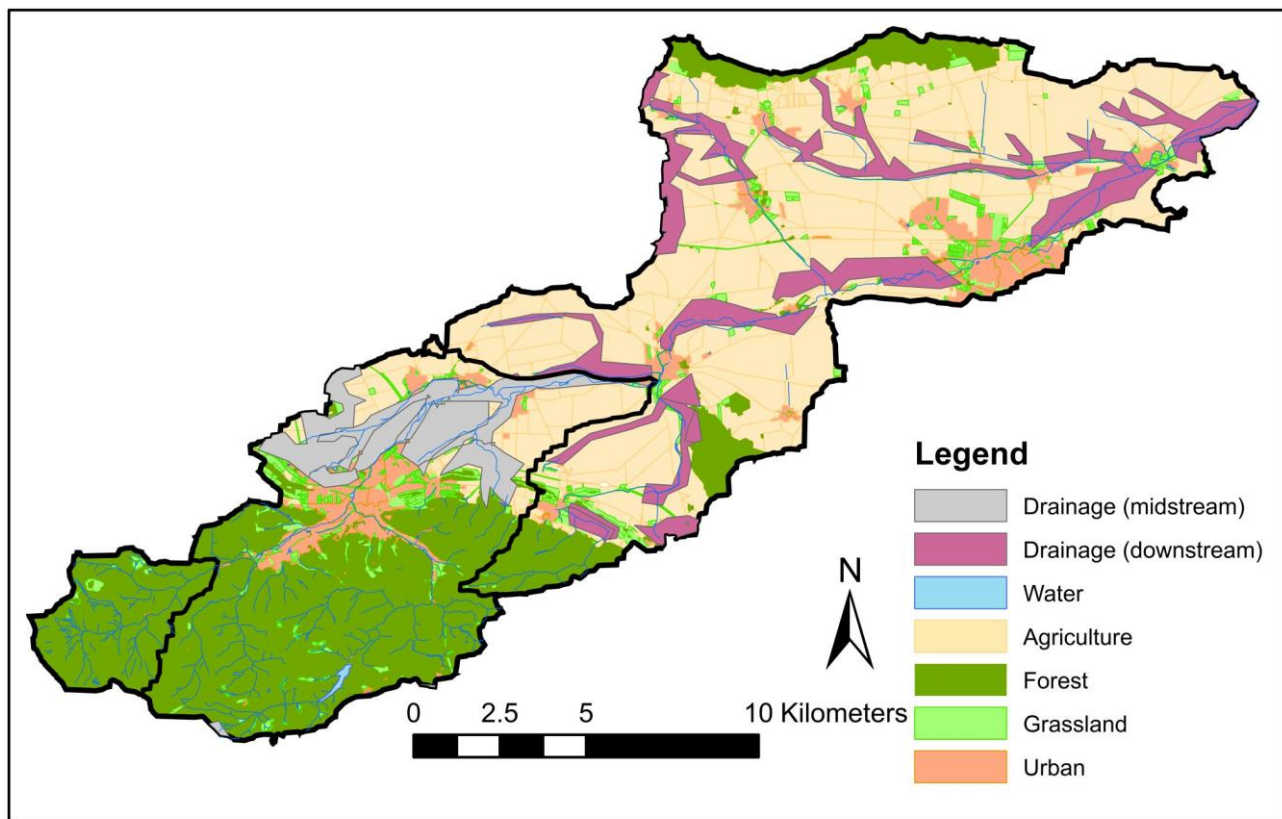 Legend
Drainage (midstream)
Drainage (downstream)
Water
Agriculture
Forest
Grassland
Urban
N
0 2.5 5 10 Kilometers